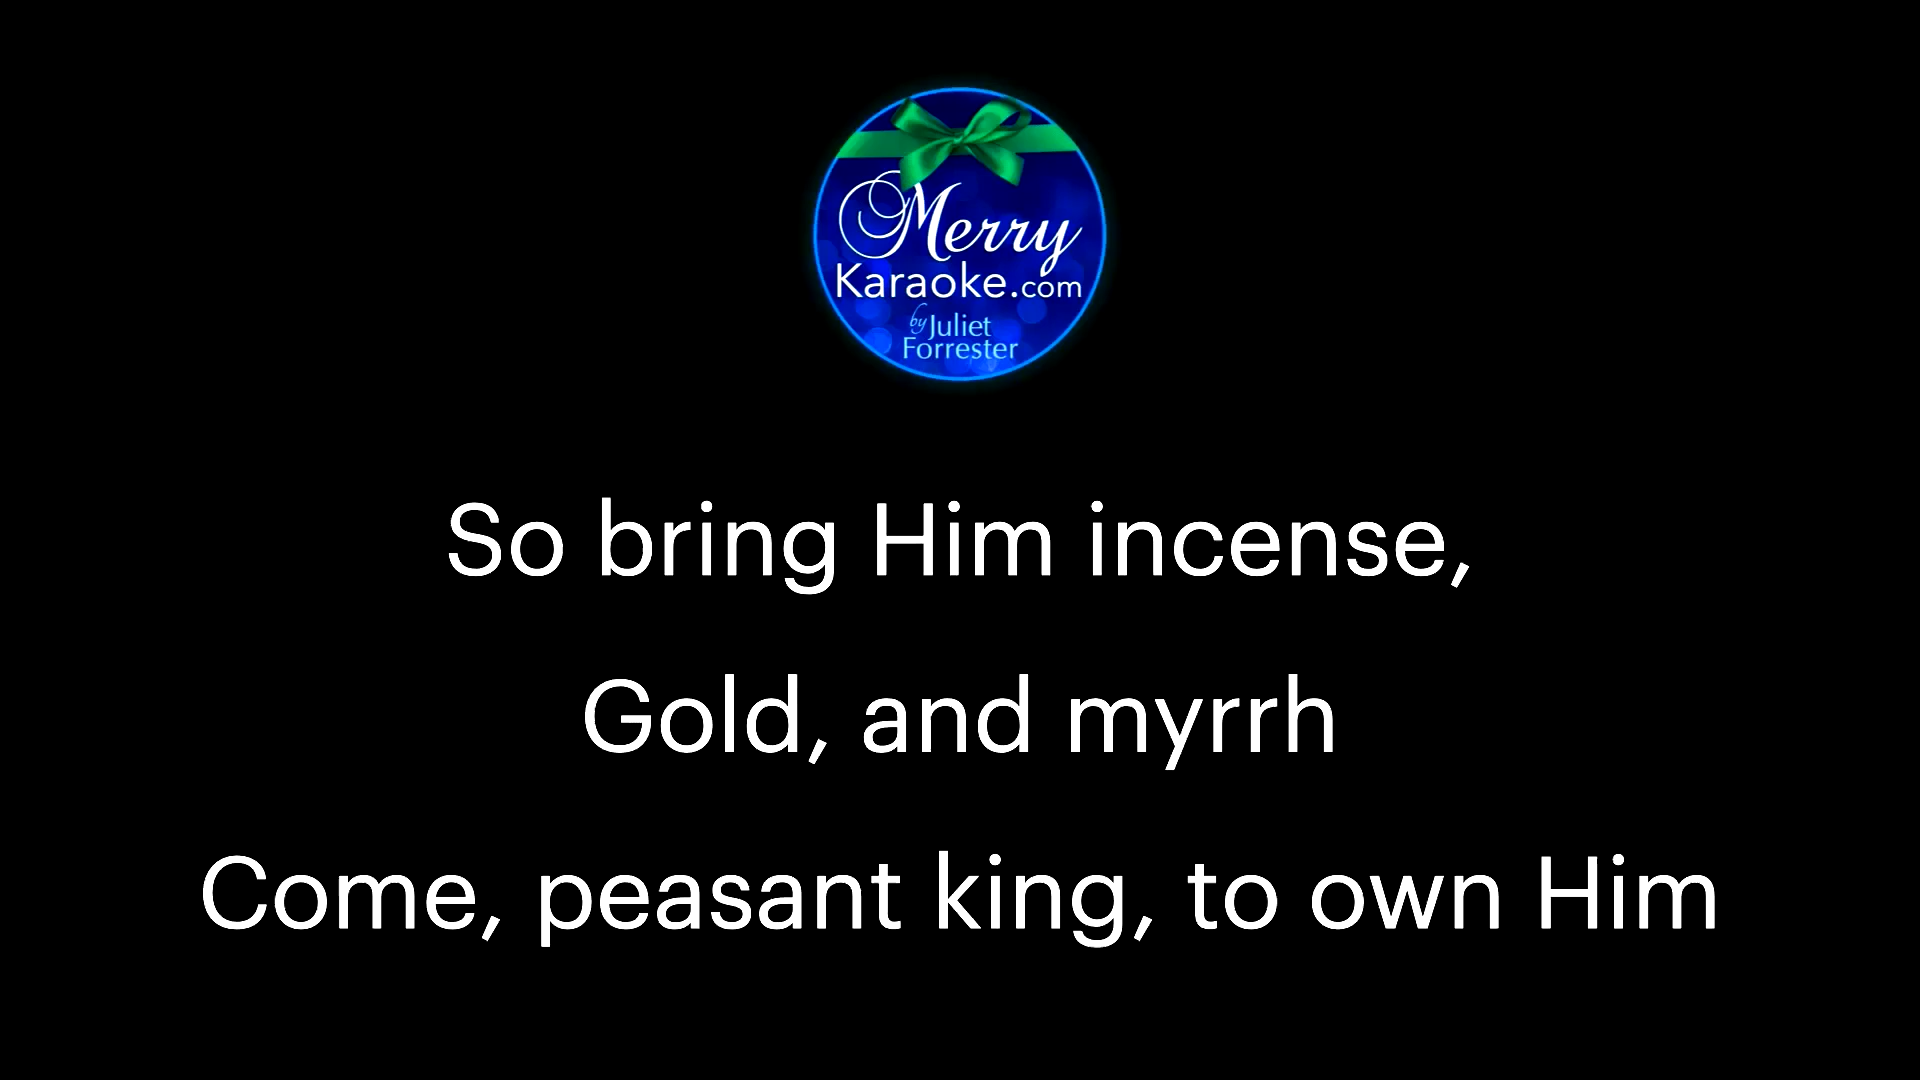 Merry
Karaoke.com
by Juliet
Forrester
So bring Him incense,
Gold, and myrrh
Come, peasant king, to own Him